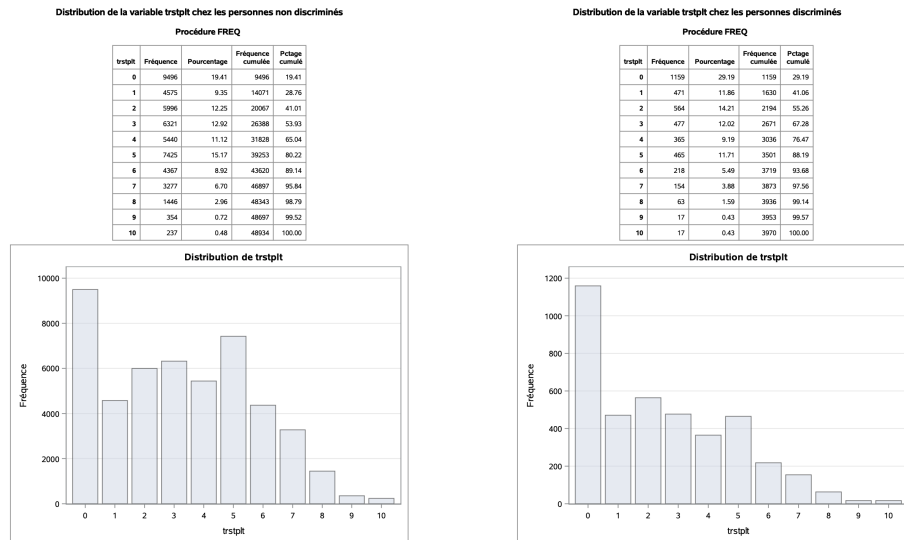 Distribution de la variable trstplt chez les personnes non discriminés
Procédure FREQ
trstplt Fréquence Pourcentage Fréquence cumulée Pctage cumulé
0 9496 19.41 9496 19.41
1 4575 9.35 14071 28.76
2 5996 12.25 20067 41.01
3 6321 12.92 26388 53.93
4 5440 11.12 31828 65.04
5 7425 15.17 39253 80.22
6 4367 8.92 43620 89.14
7 3277 6.70 46897 95.84
8 1446 2.96 48343 98.79
9 354 0.72 48697 99.52
10 237 0.48 48934 100.00
Distribution de trstplt
Fréquence
10000
8000
6000
4000
2000
0
0 1 2 3 4 5 6 7 8 9 10
trstplt
Distribution de la variable trstplt chez les personnes discriminés
Procédure FREQ
trstplt Fréquence Pourcentage Fréquence cumulée Pctage cumulé
0 1159 29.19 1159 29.19
1 471 11.86 1630 41.06
2 564 14.21 2194 55.26
3 477 12.02 2671 67.28
4 365 9.19 3036 76.47
5 465 11.71 3501 88.19
6 218 5.49 3719 93.68
7 154 3.88 3873 97.56
8 63 1.59 3936 99.14
9 17 0.43 3953 99.57
10 17 0.43 3970 100.00
Distribution de trstplt
Fréquence
1200
1000
800
600
400
200
0
0 1 2 3 4 5 6 7 8 9 10
trstplt